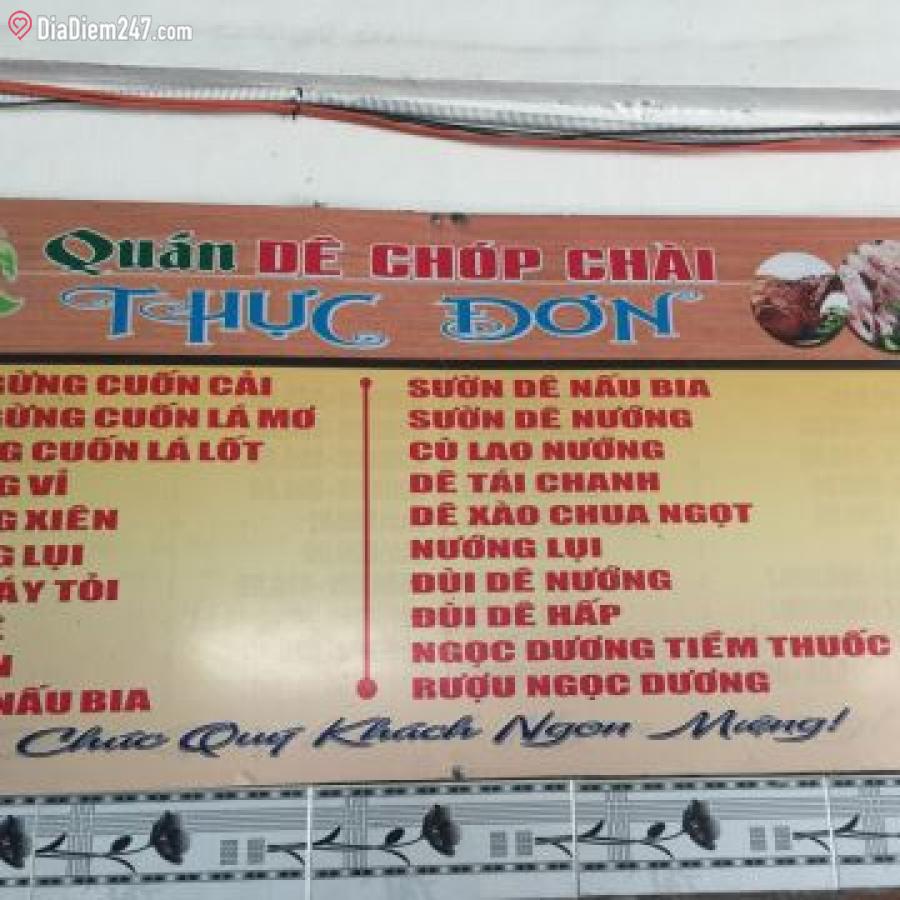 DiaDiem247.com
Quán DÊ CHÓP CHÀI
THỰC ĐƠN
CUỐN CẢI
CUỐN LÁ MƠ
CUỐN LÁ LỐT
VỈ
XIÊN
LỤI
TỎI
NẤU BIA
SƯỜN DÊ NẤU BIA
SƯỜN DÊ NƯỚNG
CÙ LAO NƯỚNG
DÊ TÁI CHANH
DÊ XÀO CHUA NGỌT
NƯỚNG LỤI
ĐÙI DÊ NƯỚNG
ĐÙI DÊ HẤP
NGỌC DƯƠNG TIỀM THUỐC
RƯỢU NGỌC DƯƠNG
Chúc Quý Khách Ngon Miệng!